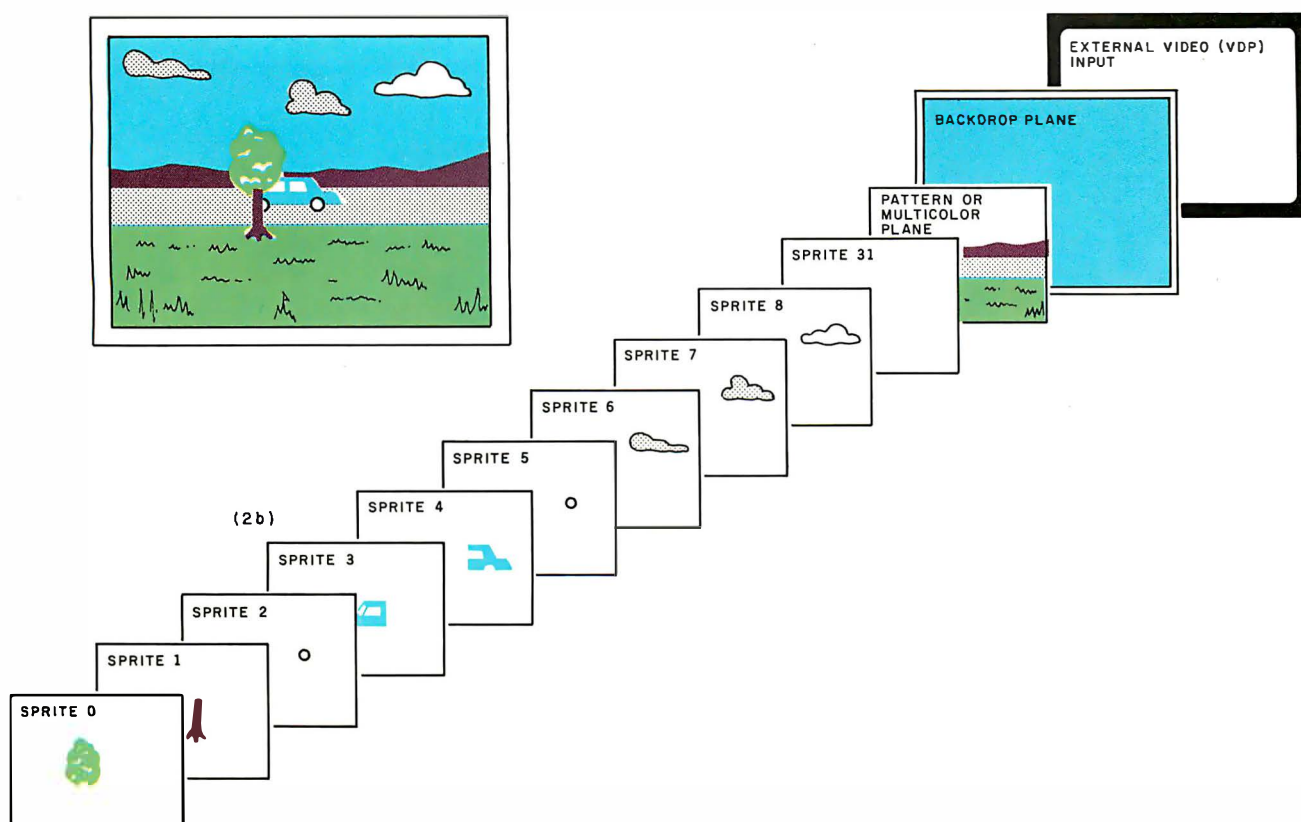 EXTERNAL VIDEO (VDP)
INPUT
BACKDROP PLANE
PATTERN OR
MULTICOLOR
PLANE
SPRITE 31
SPRITE 8
SPRITE 7
SPRITE 6
SPRITE 5
(2b)
SPRITE 4
SPRITE 3
SPRITE 2
SPRITE 1
SPRITE 0